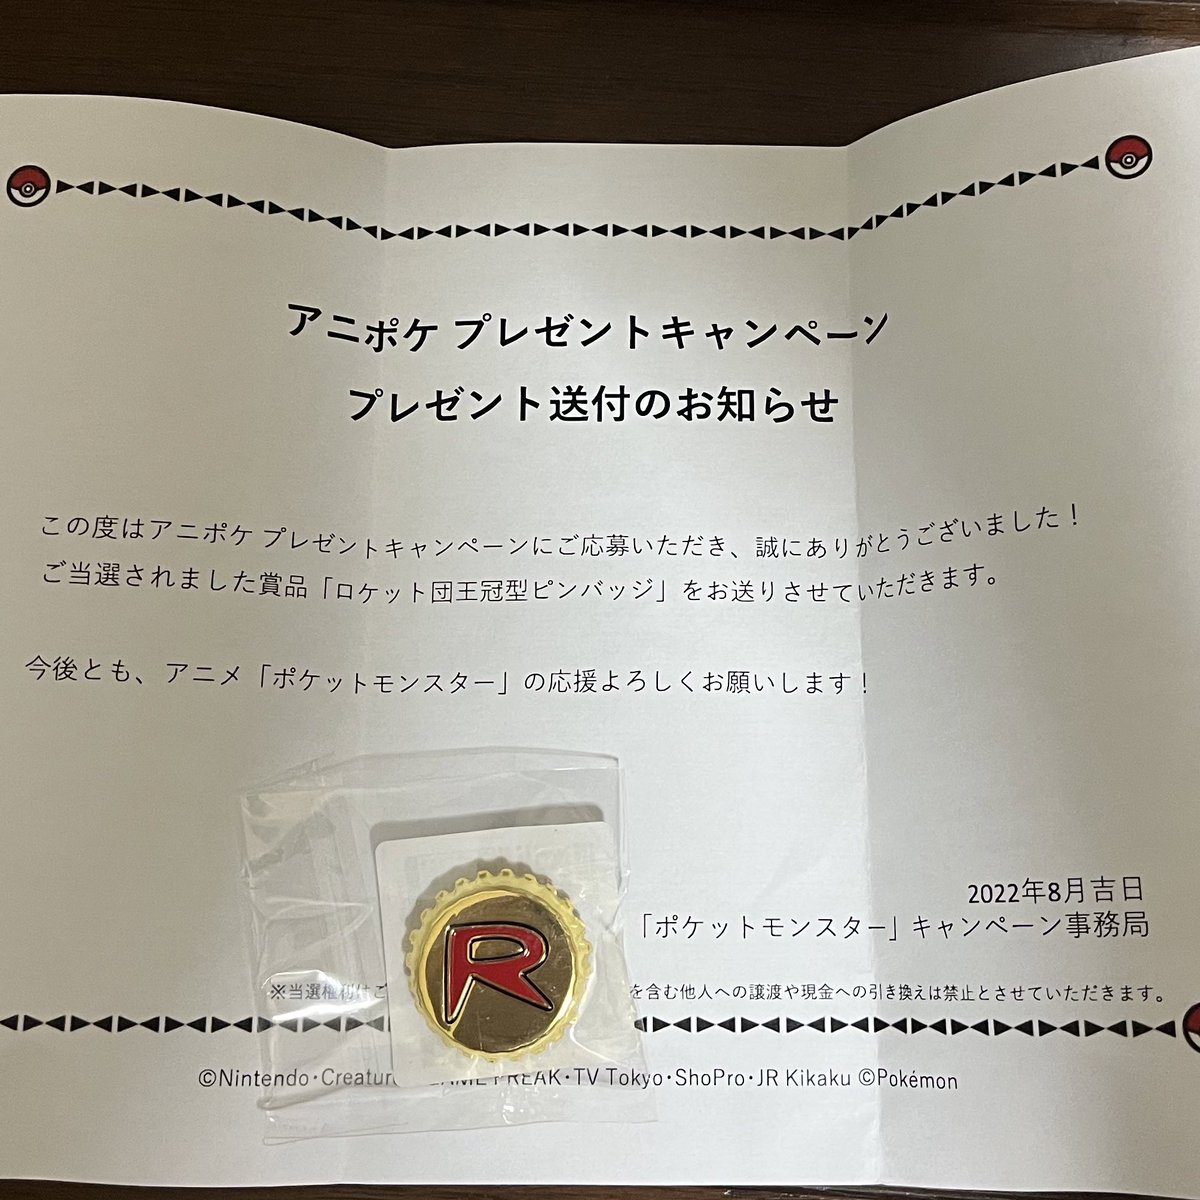 アニポケ プレゼントキャンペーン
プレゼント送付のお知らせ
この度はアニポケ プレゼントキャンペーンにご応募いただき、誠にありがとうございました！
ご当選されました賞品「ロケット団王冠型ピンバッジ」をお送りさせていただきます。
今後とも、アニメ「ポケットモンスター」の応援よろしくお願いします！
R
2022年8月吉日
「ポケットモンスター」キャンペーン事務局
※当選権利はご を含む他人への譲渡や現金への引き換えは禁止とさせていただきます。
©Nintendo・Creatur FREAK・TV Tokyo・ShoPro・JR Kikaku ©Pokémon